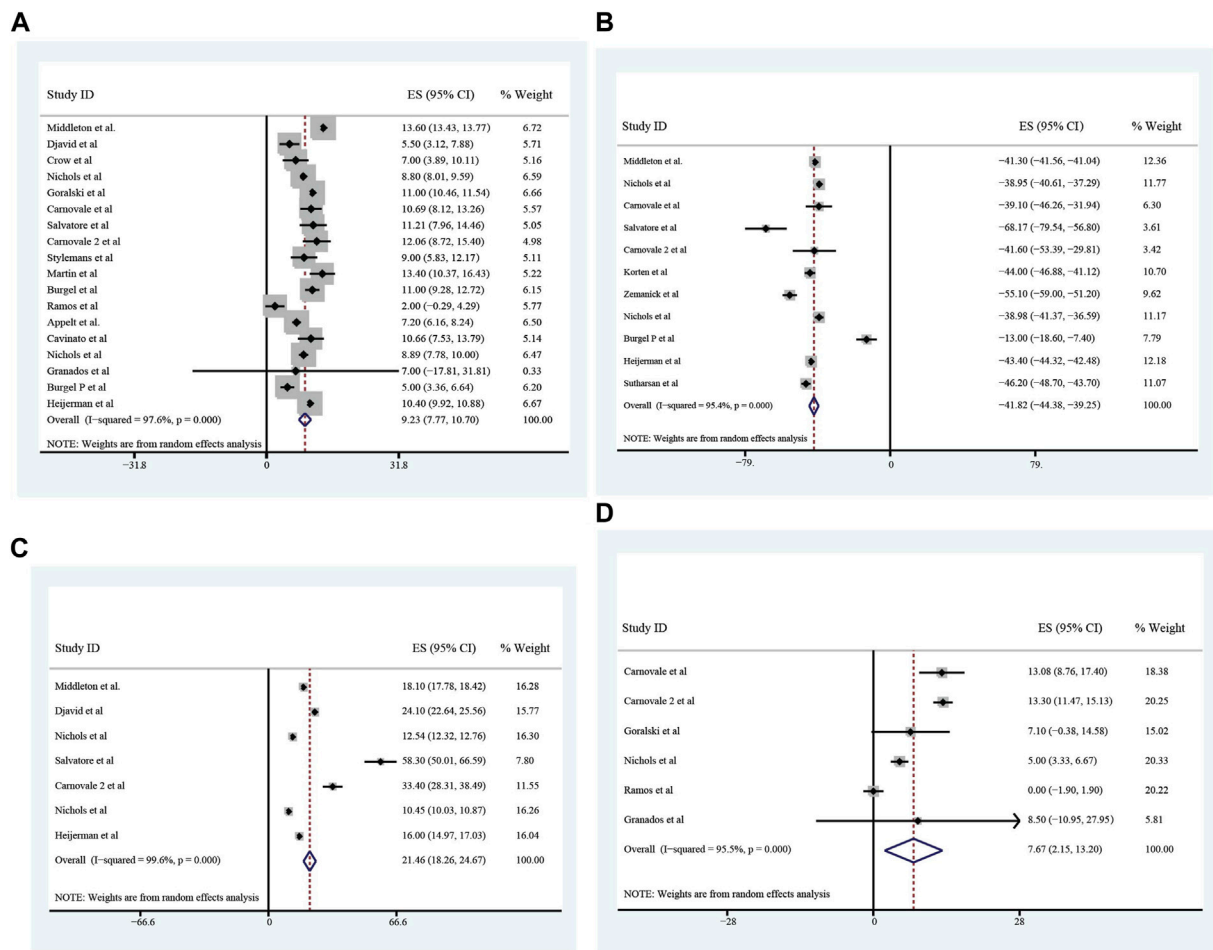 A
Study ID ES (95% CI) % Weight
Middleton et al. 13.60 (13.43, 13.77) 6.72
Djavid et al 5.50 (3.12, 7.88) 5.71
Crow et al 7.00 (3.89, 10.11) 5.16
Nichols et al 8.80 (8.01, 9.59) 6.59
Goralski et al 11.00 (10.46, 11.54) 6.66
Carnovale et al 10.69 (8.12, 13.26) 5.57
Salvatore et al 11.21 (7.96, 14.46) 5.05
Carnovale 2 et al 12.06 (8.72, 15.40) 4.98
Stylemans et al 9.00 (5.83, 12.17) 5.11
Martin et al 13.40 (10.37, 16.43) 5.22
Burgel et al 11.00 (9.28, 12.72) 6.15
Ramos et al 2.00 (−0.29, 4.29) 5.77
Appelt et al. 7.20 (6.16, 8.24) 6.50
Cavinato et al 10.66 (7.53, 13.79) 5.14
Nichols et al 8.89 (7.78, 10.00) 6.47
Granados et al 7.00 (−17.81, 31.81) 0.33
Burgel P et al 5.00 (3.36, 6.64) 6.20
Heijerman et al 10.40 (9.92, 10.88) 6.67
Overall (I−squared = 97.6%, p = 0.000) 9.23 (7.77, 10.70) 100.00
NOTE: Weights are from random effects analysis
−31.8 0 31.8
B
Study ID ES (95% CI) % Weight
Middleton et al. −41.30 (−41.56, −41.04) 12.36
Nichols et al −38.95 (−40.61, −37.29) 11.77
Carnovale et al −39.10 (−46.26, −31.94) 6.30
Salvatore et al −68.17 (−79.54, −56.80) 3.61
Carnovale 2 et al −41.60 (−53.39, −29.81) 3.42
Korten et al −44.00 (−46.88, −41.12) 10.70
Zemanick et al −55.10 (−59.00, −51.20) 9.62
Nichols et al −38.98 (−41.37, −36.59) 11.17
Burgel P et al −13.00 (−18.60, −7.40) 7.79
Heijerman et al −43.40 (−44.32, −42.48) 12.18
Sutharsan et al −46.20 (−48.70, −43.70) 11.07
Overall (I−squared = 95.4%, p = 0.000) −41.82 (−44.38, −39.25) 100.00
NOTE: Weights are from random effects analysis
−79. 0 79.
C
Study ID ES (95% CI) % Weight
Middleton et al. 18.10 (17.78, 18.42) 16.28
Djavid et al 24.10 (22.64, 25.56) 15.77
Nichols et al 12.54 (12.32, 12.76) 16.30
Salvatore et al 58.30 (50.01, 66.59) 7.80
Carnovale 2 et al 33.40 (28.31, 38.49) 11.55
Nichols et al 10.45 (10.03, 10.87) 16.26
Heijerman et al 16.00 (14.97, 17.03) 16.04
Overall (I−squared = 99.6%, p = 0.000) 21.46 (18.26, 24.67) 100.00
NOTE: Weights are from random effects analysis
−66.6 0 66.6
D
Study ID ES (95% CI) % Weight
Carnovale et al 13.08 (8.76, 17.40) 18.38
Carnovale 2 et al 13.30 (11.47, 15.13) 20.25
Goralski et al 7.10 (−0.38, 14.58) 15.02
Nichols et al 5.00 (3.33, 6.67) 20.33
Ramos et al 0.00 (−1.90, 1.90) 20.22
Granados et al 8.50 (−10.95, 27.95) 5.81
Overall (I−squared = 95.5%, p = 0.000) 7.67 (2.15, 13.20) 100.00
NOTE: Weights are from random effects analysis
−28 0 28